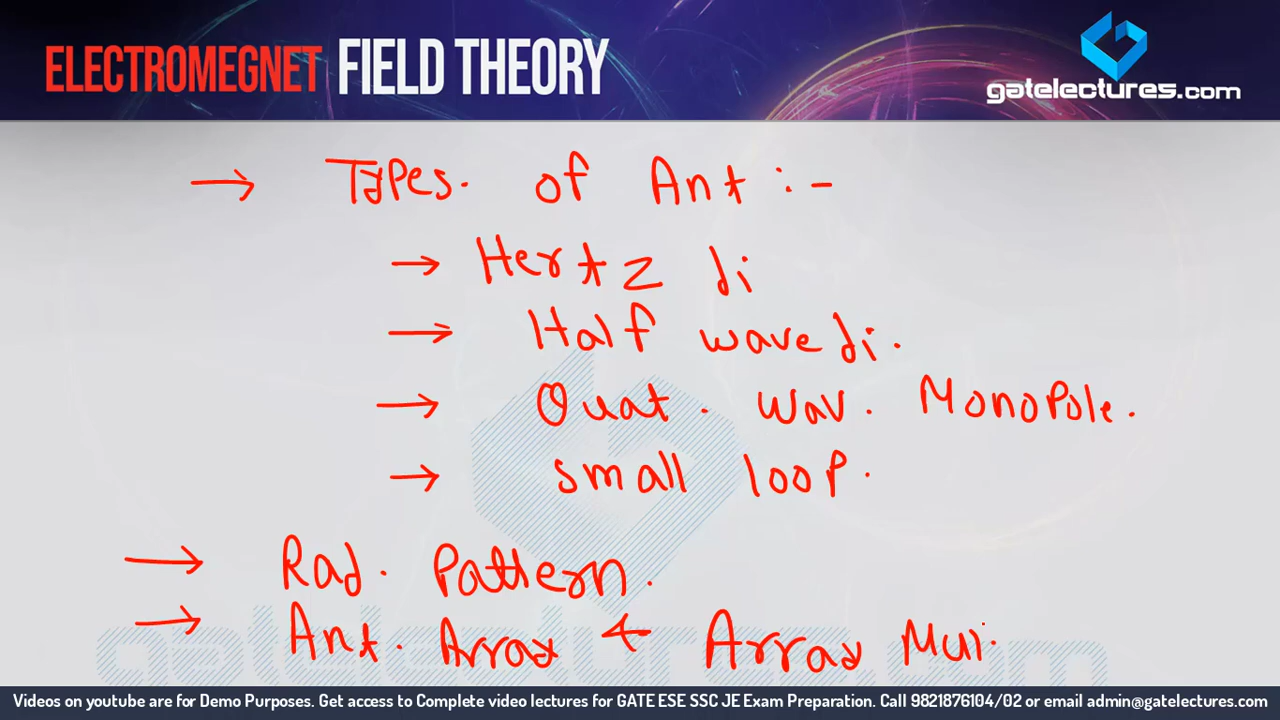 ELECTROMEGNET FIELD THEORY
gatelectures.com
→ Types. of Ant :-
→ Hertz di
→ Half wave di.
→ Quat. Wav. Monopole.
→ small loop.
→ Rad. Pattern.
→ Ant. Array & Array Mul.
gatelectures.com
Videos on youtube are for Demo Purposes. Get access to Complete video lectures for GATE ESE SSC JE Exam Preparation. Call 9821876104/02 or email admin@gatelectures.com